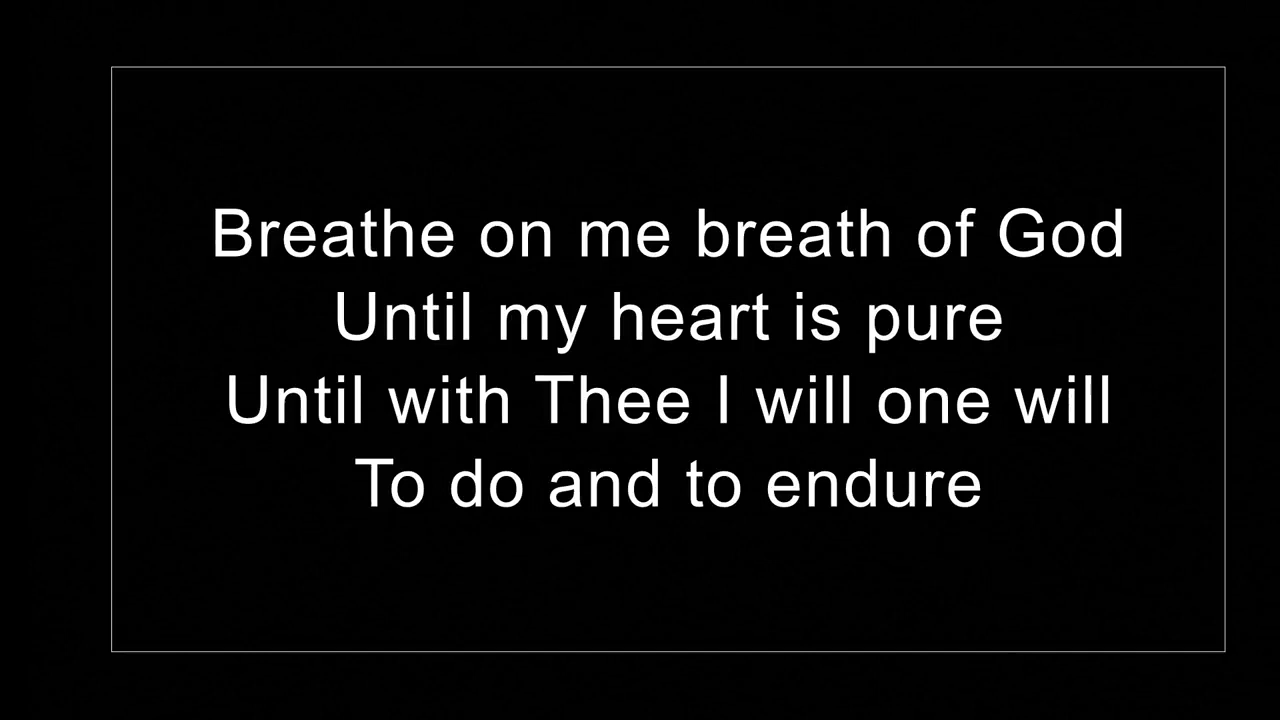 Breathe on me breath of God
Until my heart is pure
Until with Thee I will one will
To do and to endure